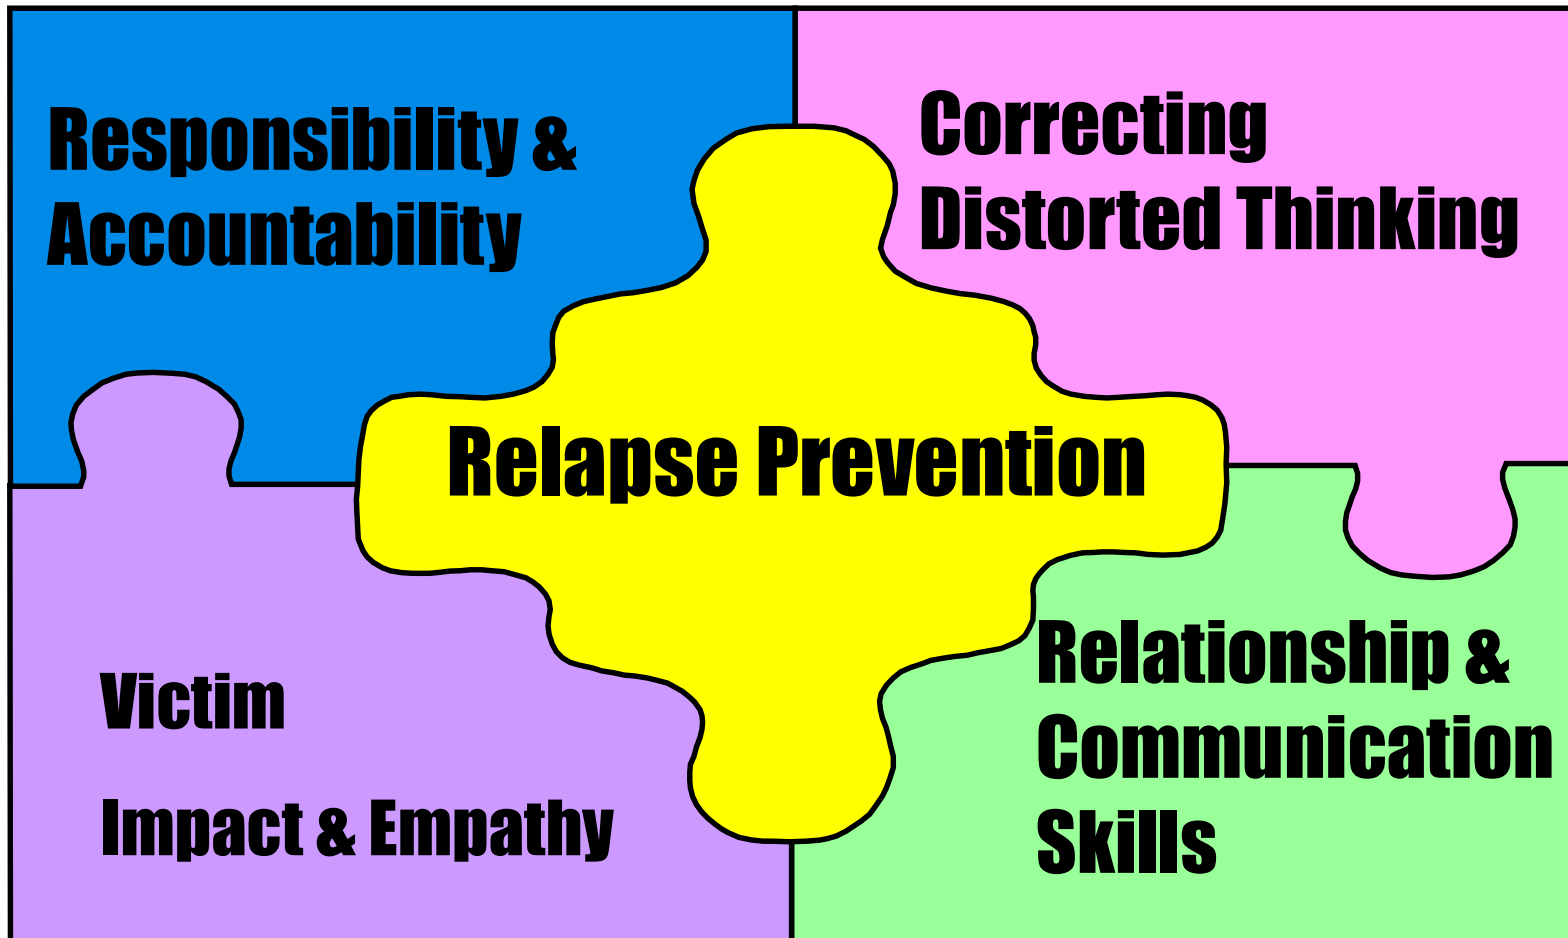 Responsibility &
Accountability
Correcting
Distorted Thinking
Relapse Prevention
Victim
Impact & Empathy
Relationship &
Communication
Skills